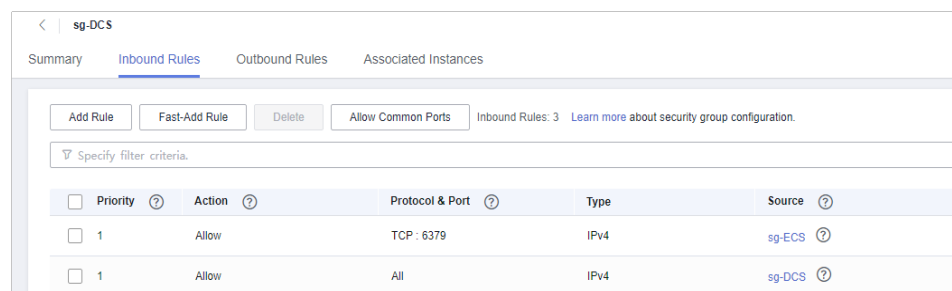 sg-DCS
Summary Inbound Rules Outbound Rules Associated Instances
Add Rule Fast-Add Rule Delete Allow Common Ports Inbound Rules: 3 Learn more about security group configuration.
Specify filter criteria.
Priority ? Action ? Protocol & Port ? Type Source ?
1 Allow TCP : 6379 IPv4 sg-ECS ?
1 Allow All IPv4 sg-DCS ?